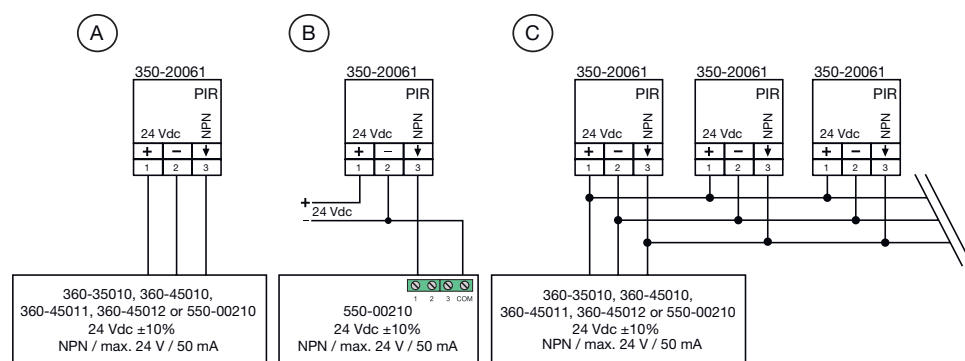 A
350-20061
PIR
NPN
24 Vdc
+ −
1 2 3
360-35010, 360-45010,
360-45011, 360-45012 or 550-00210
24 Vdc ±10%
NPN / max. 24 V / 50 mA
B
350-20061
PIR
NPN
24 Vdc
+ −
1 2 3
+
24 Vdc
−
1 2 3 COM
550-00210
24 Vdc ±10%
NPN / max. 24 V / 50 mA
C
350-20061
PIR
NPN
24 Vdc
+ −
1 2 3
350-20061
PIR
NPN
24 Vdc
+ −
1 2 3
350-20061
PIR
NPN
24 Vdc
+ −
1 2 3
360-35010, 360-45010,
360-45011, 360-45012 or 550-00210
24 Vdc ±10%
NPN / max. 24 V / 50 mA